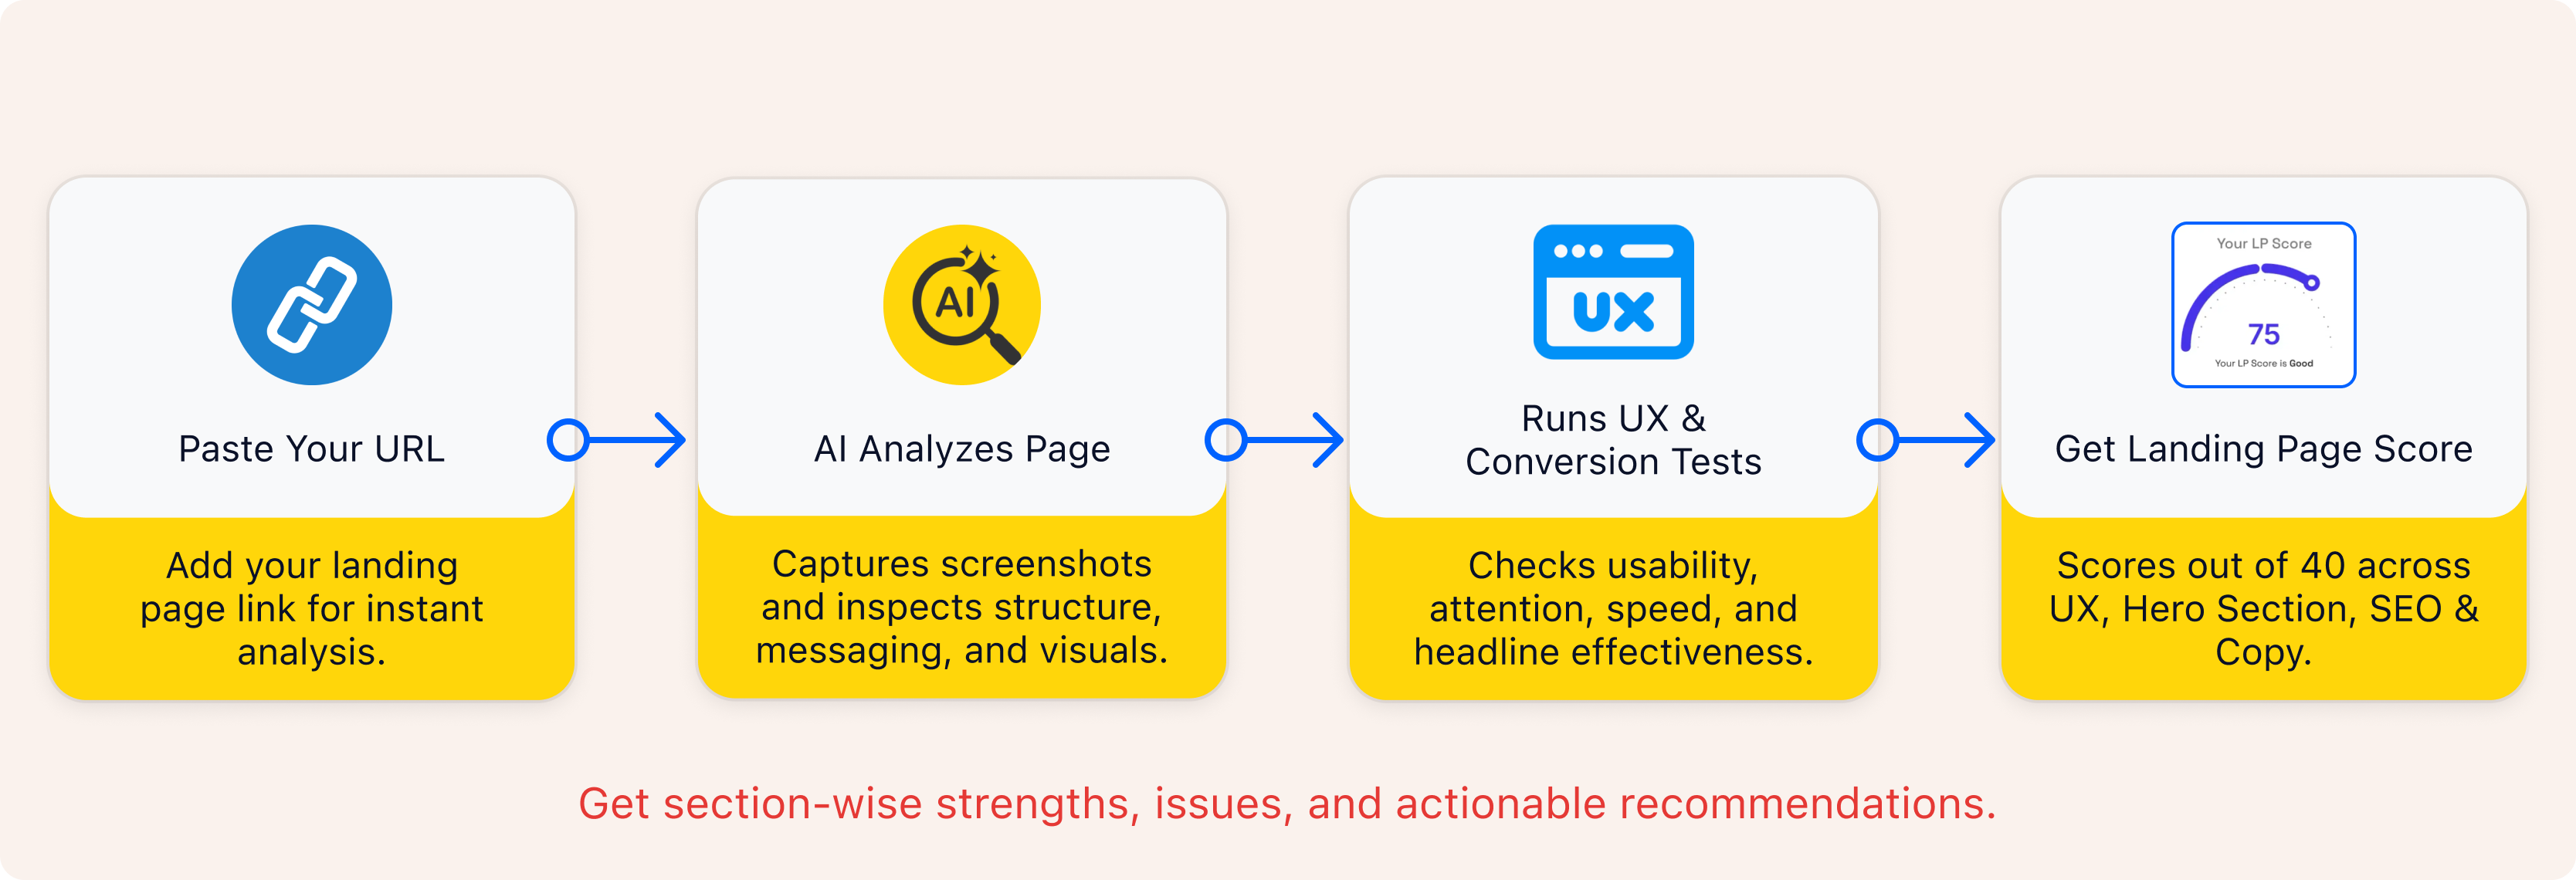 Paste Your URL
Add your landing
page link for instant
analysis.
AI
AI Analyzes Page
Captures screenshots
and inspects structure,
messaging, and visuals.
UX
Runs UX &
Conversion Tests
Checks usability,
attention, speed, and
headline effectiveness.
Your LP Score
75
Your LP Score is Good
Get Landing Page Score
Scores out of 40 across
UX, Hero Section, SEO &
Copy.
Get section-wise strengths, issues, and actionable recommendations.